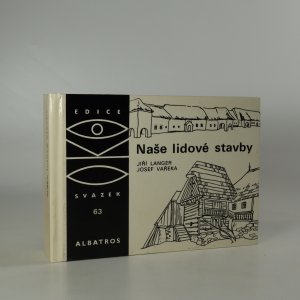 EDICE
OKO
SVAZEK
63
ALBATROS
Naše lidové stavby
JIŘÍ LANGER
JOSEF VAŘEKA